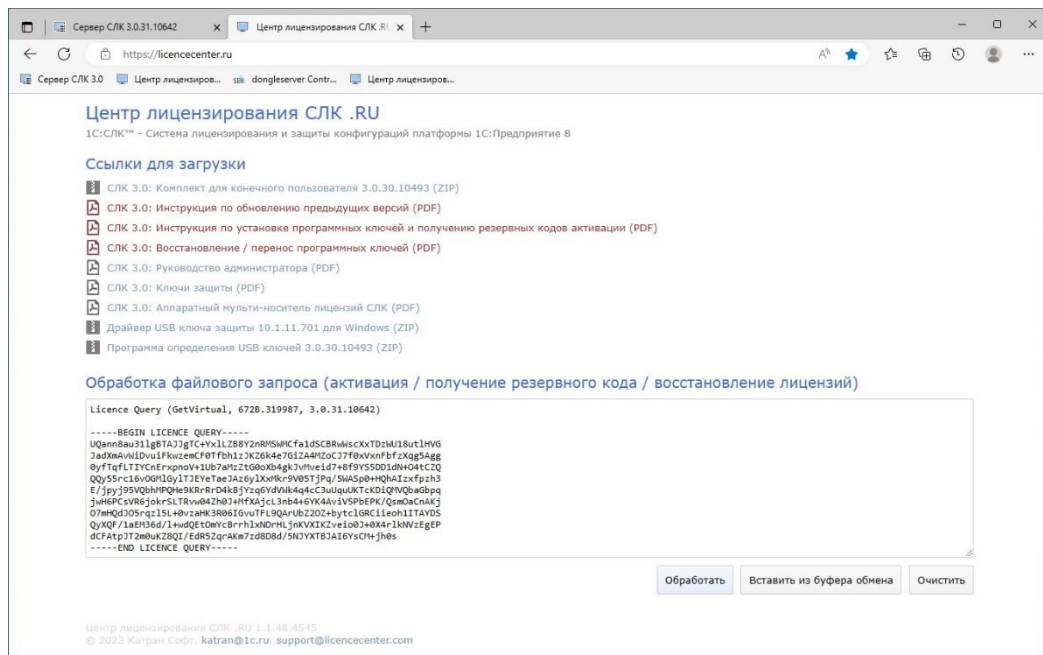 Сервер СЛК 3.0.31.10642
Центр лицензирования СЛК .RU
https://licencecenter.ru
Сервер СЛК 3.0 Центр лицензиров... dongleserver Contr... Центр лицензиров...
Центр лицензирования СЛК .RU
1С:СЛК™ - Система лицензирования и защиты конфигураций платформы 1С:Предприятие 8
Ссылки для загрузки
СЛК 3.0: Комплект для конечного пользователя 3.0.30.10493 (ZIP)
СЛК 3.0: Инструкция по обновлению предыдущих версий (PDF)
СЛК 3.0: Инструкция по установке программных ключей и получению резервных кодов активации (PDF)
СЛК 3.0: Восстановление / перенос программных ключей (PDF)
СЛК 3.0: Руководство администратора (PDF)
СЛК 3.0: Ключи защиты (PDF)
СЛК 3.0: Аппаратный мульти-носитель лицензий СЛК (PDF)
Драйвер USB ключа защиты 10.1.11.701 для Windows (ZIP)
Программа определения USB ключей 3.0.30.10493 (ZIP)
Обработка файлового запроса (активация / получение резервного кода / восстановление лицензий)
Licence Query (GetVirtual, 672B.319987, 3.0.31.10642)
-----BEGIN LICENCE QUERY-----
-----END LICENCE QUERY-----
Обработать Вставить из буфера обмена Очистить
Центр лицензирования СЛК .RU 1.1.48.4545
© 2023 Катран Софт, katran@1c.ru, support@licencecenter.com